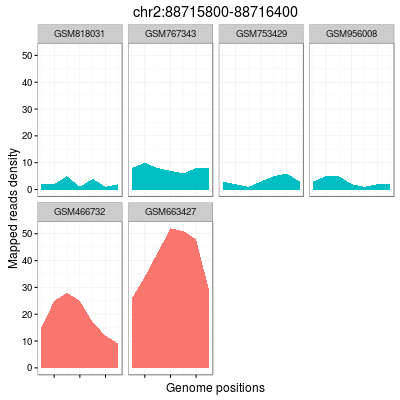 chr2:88715800-88716400
GSM818031 GSM767343 GSM753429 GSM956008
50
40
30
20
10
0
Mapped reads density
GSM466732 GSM663427
50
40
30
20
10
0
Genome positions